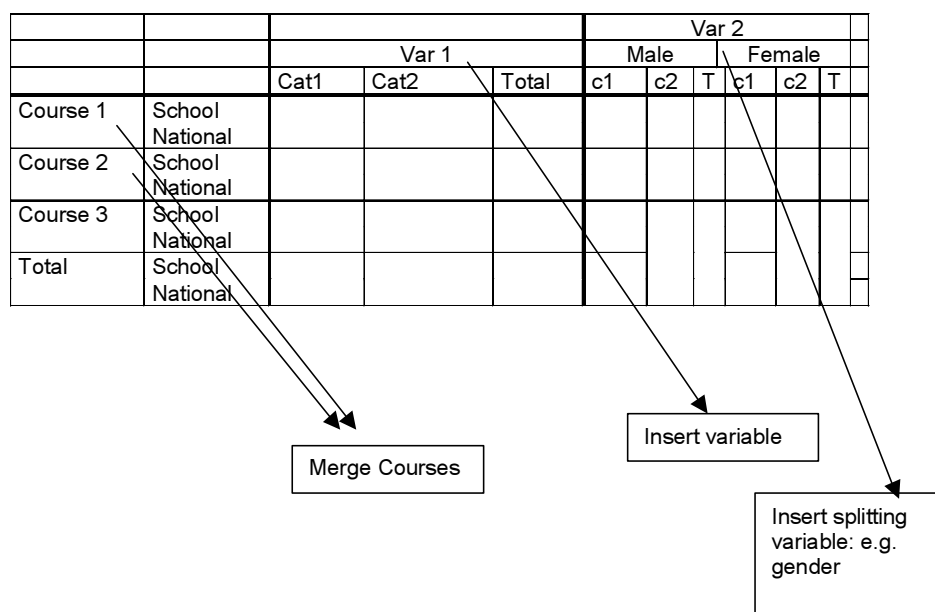 Var 2
Var 1 Male Female
Cat1 Cat2 Total c1 c2 T c1 c2 T
Course 1 School
National
Course 2 School
National
Course 3 School
National
Total School
National
Insert variable
Merge Courses
Insert splitting
variable: e.g.
gender